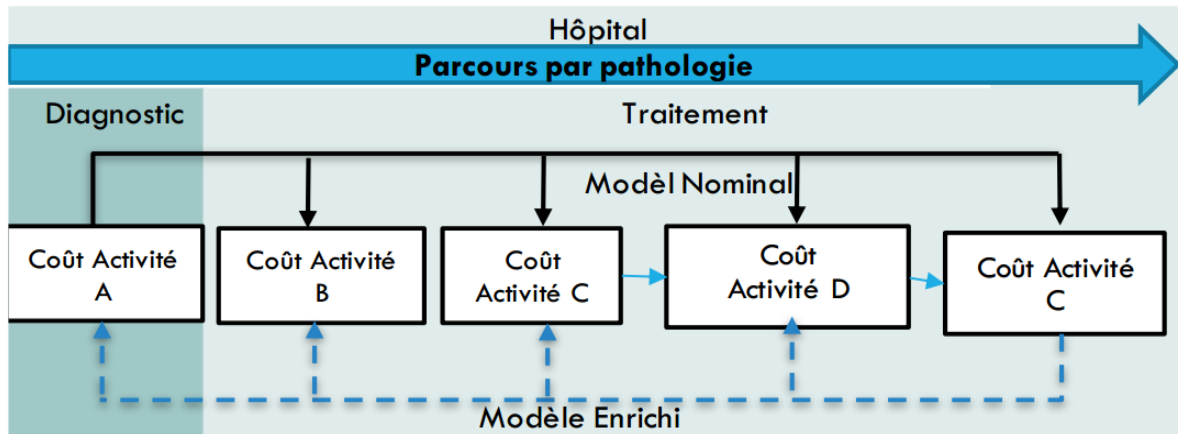 Hôpital
Parcours par pathologie
Diagnostic
Traitement
Modèl Nominal
Coût Activité
A
Coût Activité
B
Coût
Activité C
Coût
Activité D
Coût Activité
C
Modèle Enrichi